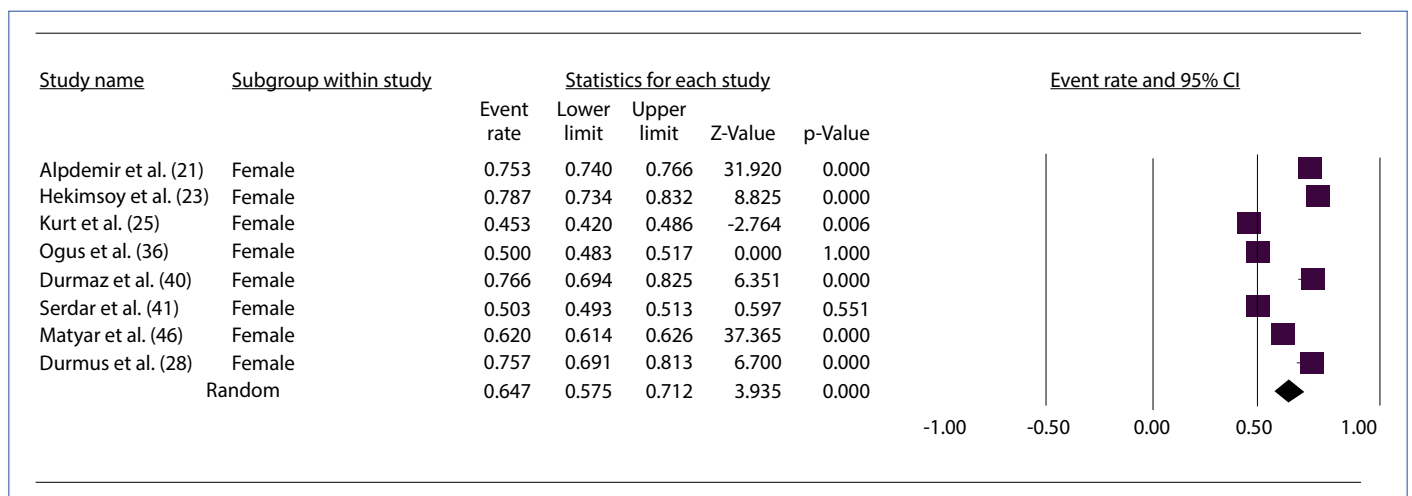 Study name Subgroup within study Statistics for each study Event rate and 95% CI
Event Lower Upper
rate limit limit Z-Value p-Value
Alpdemir et al. (21) Female 0.753 0.740 0.766 31.920 0.000
Hekimsoy et al. (23) Female 0.787 0.734 0.832 8.825 0.000
Kurt et al. (25) Female 0.453 0.420 0.486 -2.764 0.006
Ogus et al. (36) Female 0.500 0.483 0.517 0.000 1.000
Durmaz et al. (40) Female 0.766 0.694 0.825 6.351 0.000
Serdar et al. (41) Female 0.503 0.493 0.513 0.597 0.551
Matyar et al. (46) Female 0.620 0.614 0.626 37.365 0.000
Durmus et al. (28) Female 0.757 0.691 0.813 6.700 0.000
Random 0.647 0.575 0.712 3.935 0.000
-1.00 -0.50 0.00 0.50 1.00